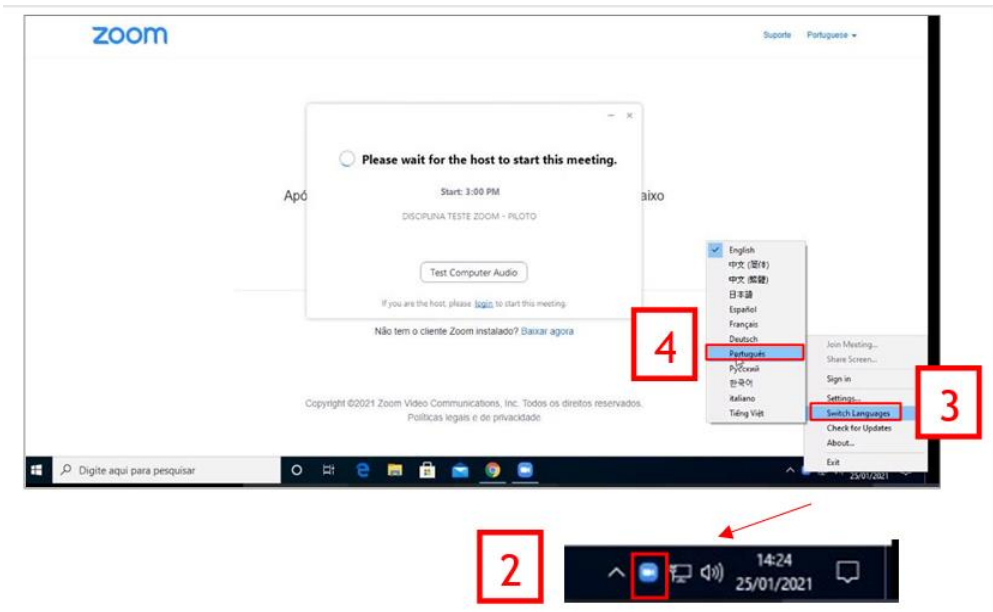 zoom
Suporte
Portuguese
Please wait for the host to start this meeting.
Start: 3:00 PM
DISCIPLINA TESTE ZOOM - PILOTO
Test Computer Audio
If you are the host, please login to start this meeting.
Apó
aixo
Não tem o cliente Zoom instalado? Baixar agora
Copyright ©2021 Zoom Video Communications, Inc. Todos os direitos reservados.
Políticas legais e de privacidade
English
中文 (简体)
中文 (繁體)
日本語
Español
Français
Deutsch
Português
Русский
한국어
italiano
Tiếng Việt
4
Join Meeting...
Share Screen...
Sign in
Settings...
Switch Languages
Check for Updates
About...
Exit
3
Digite aqui para pesquisar
25/01/2021
2
14:24
25/01/2021